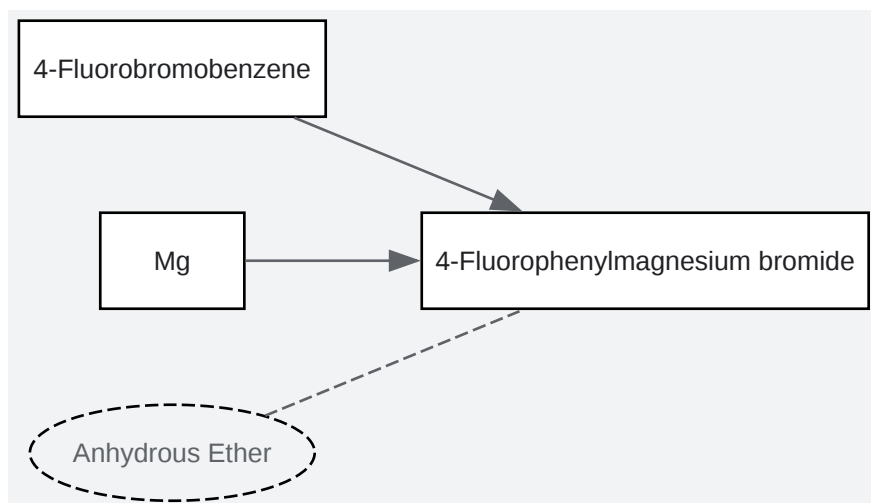 4-Fluorobromobenzene
Mg
4-Fluorophenylmagnesium bromide
Anhydrous Ether